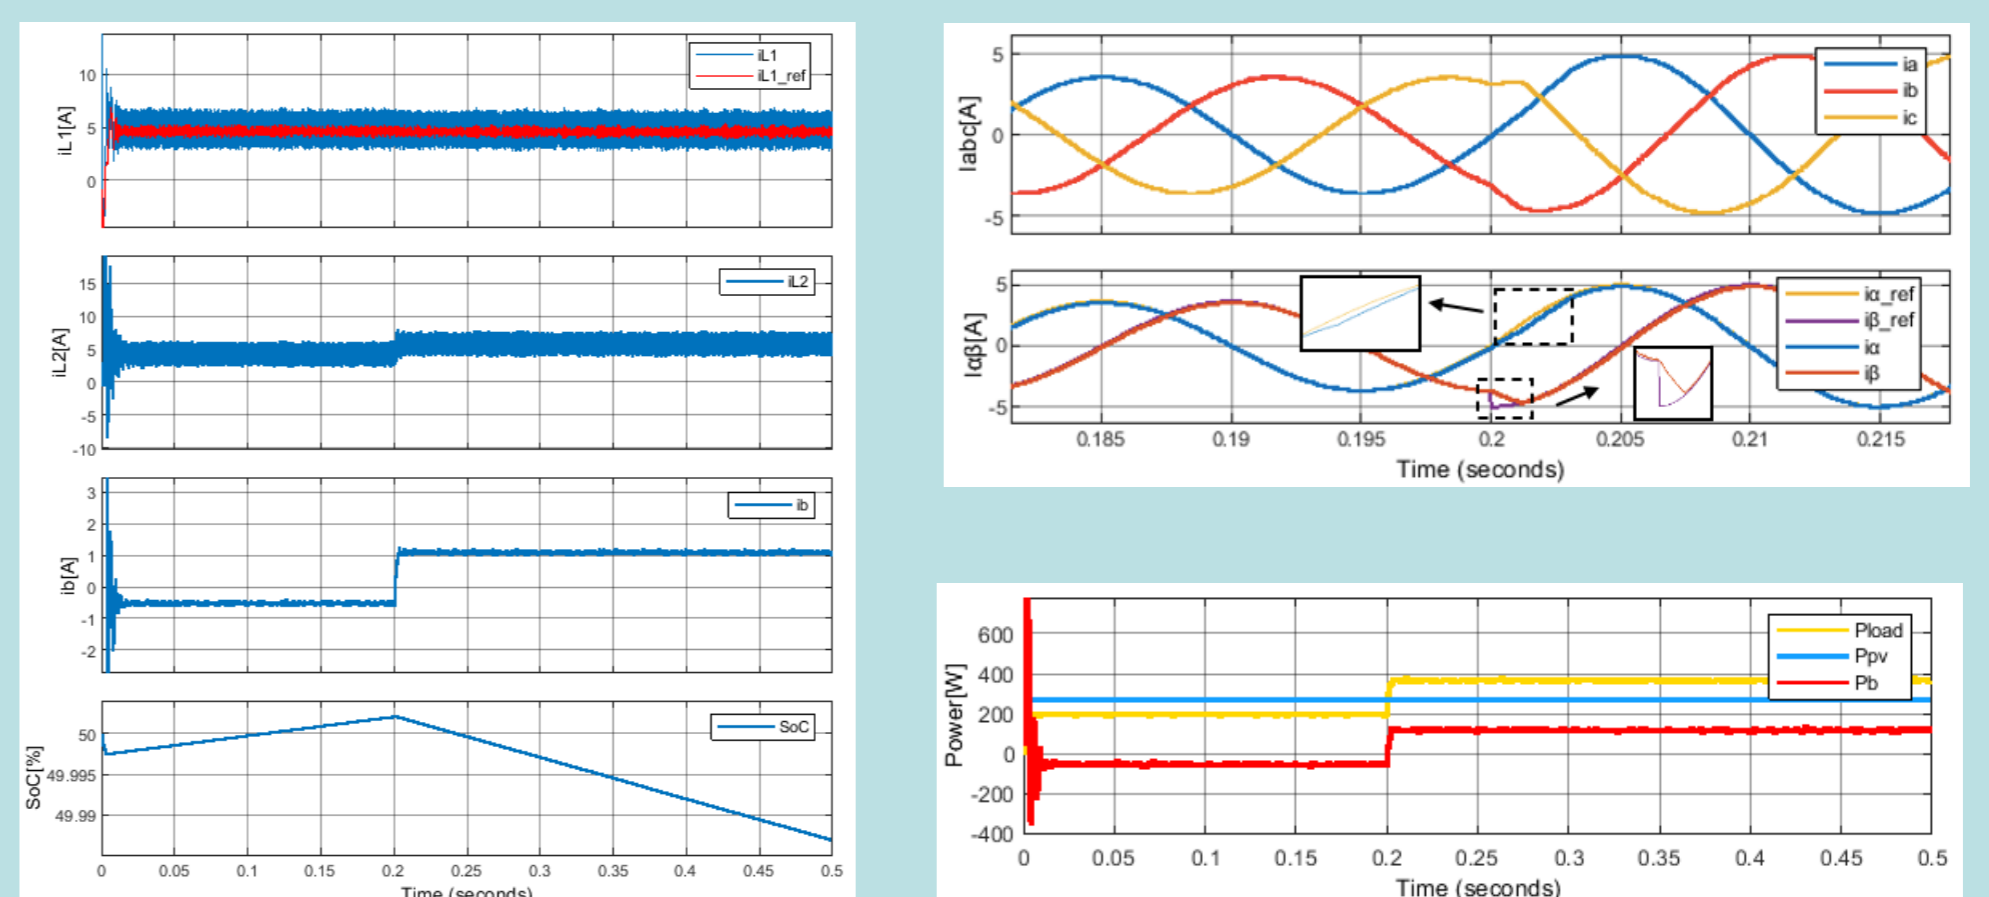 iL1[A]
10
5
0
iL1
iL1_ref
iL2[A]
15
10
5
0
-5
-10
iL2
ib[A]
3
2
1
0
-1
-2
ib
SoC[%]
50
49.995
49.99
SoC
0 0.05 0.1 0.15 0.2 0.25 0.3 0.35 0.4 0.45 0.5
Time (seconds)
Iabc[A]
5
0
-5
ia
ib
ic
Iαβ[A]
5
0
-5
iα_ref
iβ_ref
iα
iβ
0.185 0.19 0.195 0.2 0.205 0.21 0.215
Time (seconds)
Power[W]
600
400
200
0
-200
-400
Pload
Ppv
Pb
0 0.05 0.1 0.15 0.2 0.25 0.3 0.35 0.4 0.45 0.5
Time (seconds)